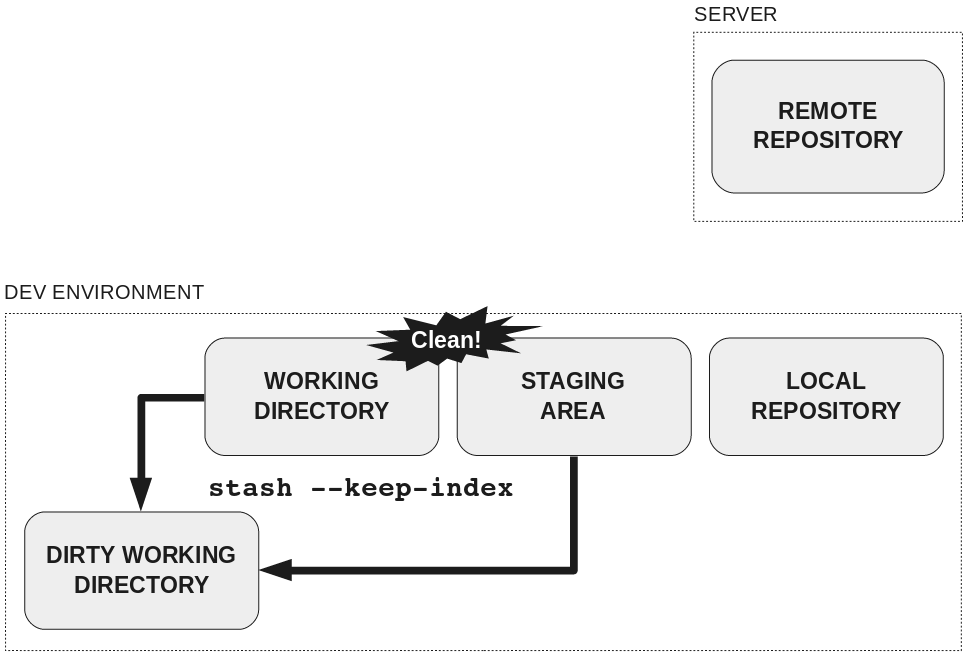 SERVER
REMOTE
REPOSITORY
DEV ENVIRONMENT
Clean!
WORKING
DIRECTORY
STAGING
AREA
LOCAL
REPOSITORY
stash --keep-index
DIRTY WORKING
DIRECTORY